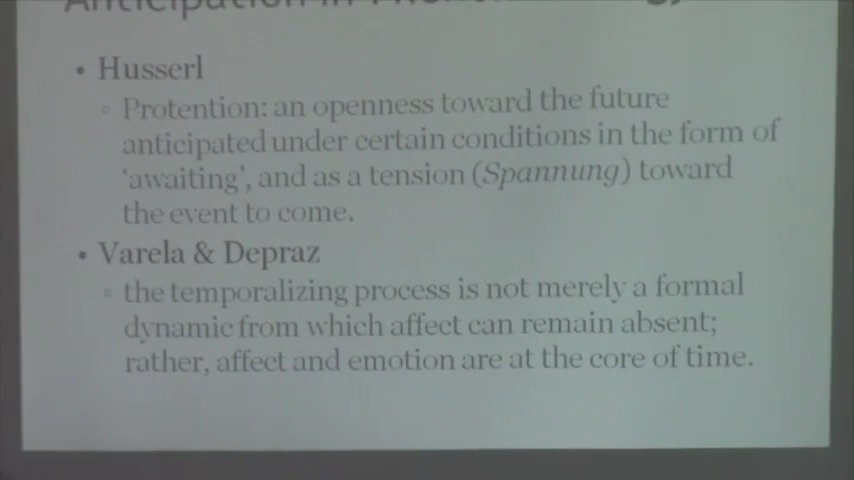 Anticipation in
• Husserl
▫ Protention: an openness toward the future
anticipated under certain conditions in the form of
‘awaiting’, and as a tension (Spannung) toward
the event to come.
• Varela & Depraz
▫ the temporalizing process is not merely a formal
dynamic from which affect can remain absent;
rather, affect and emotion are at the core of time.